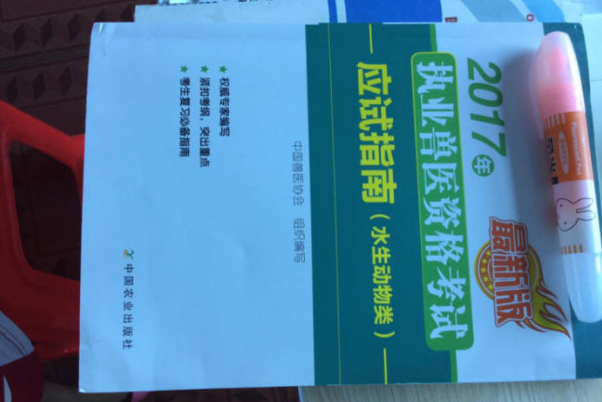 2017年
执业兽医资格考试
最新版
应试指南(水生动物类)
中国兽医协会 组织编写
★ 权威专家编写
★ 紧扣考纲,突出重点
★ 考生复习必备指南
中国农业出版社